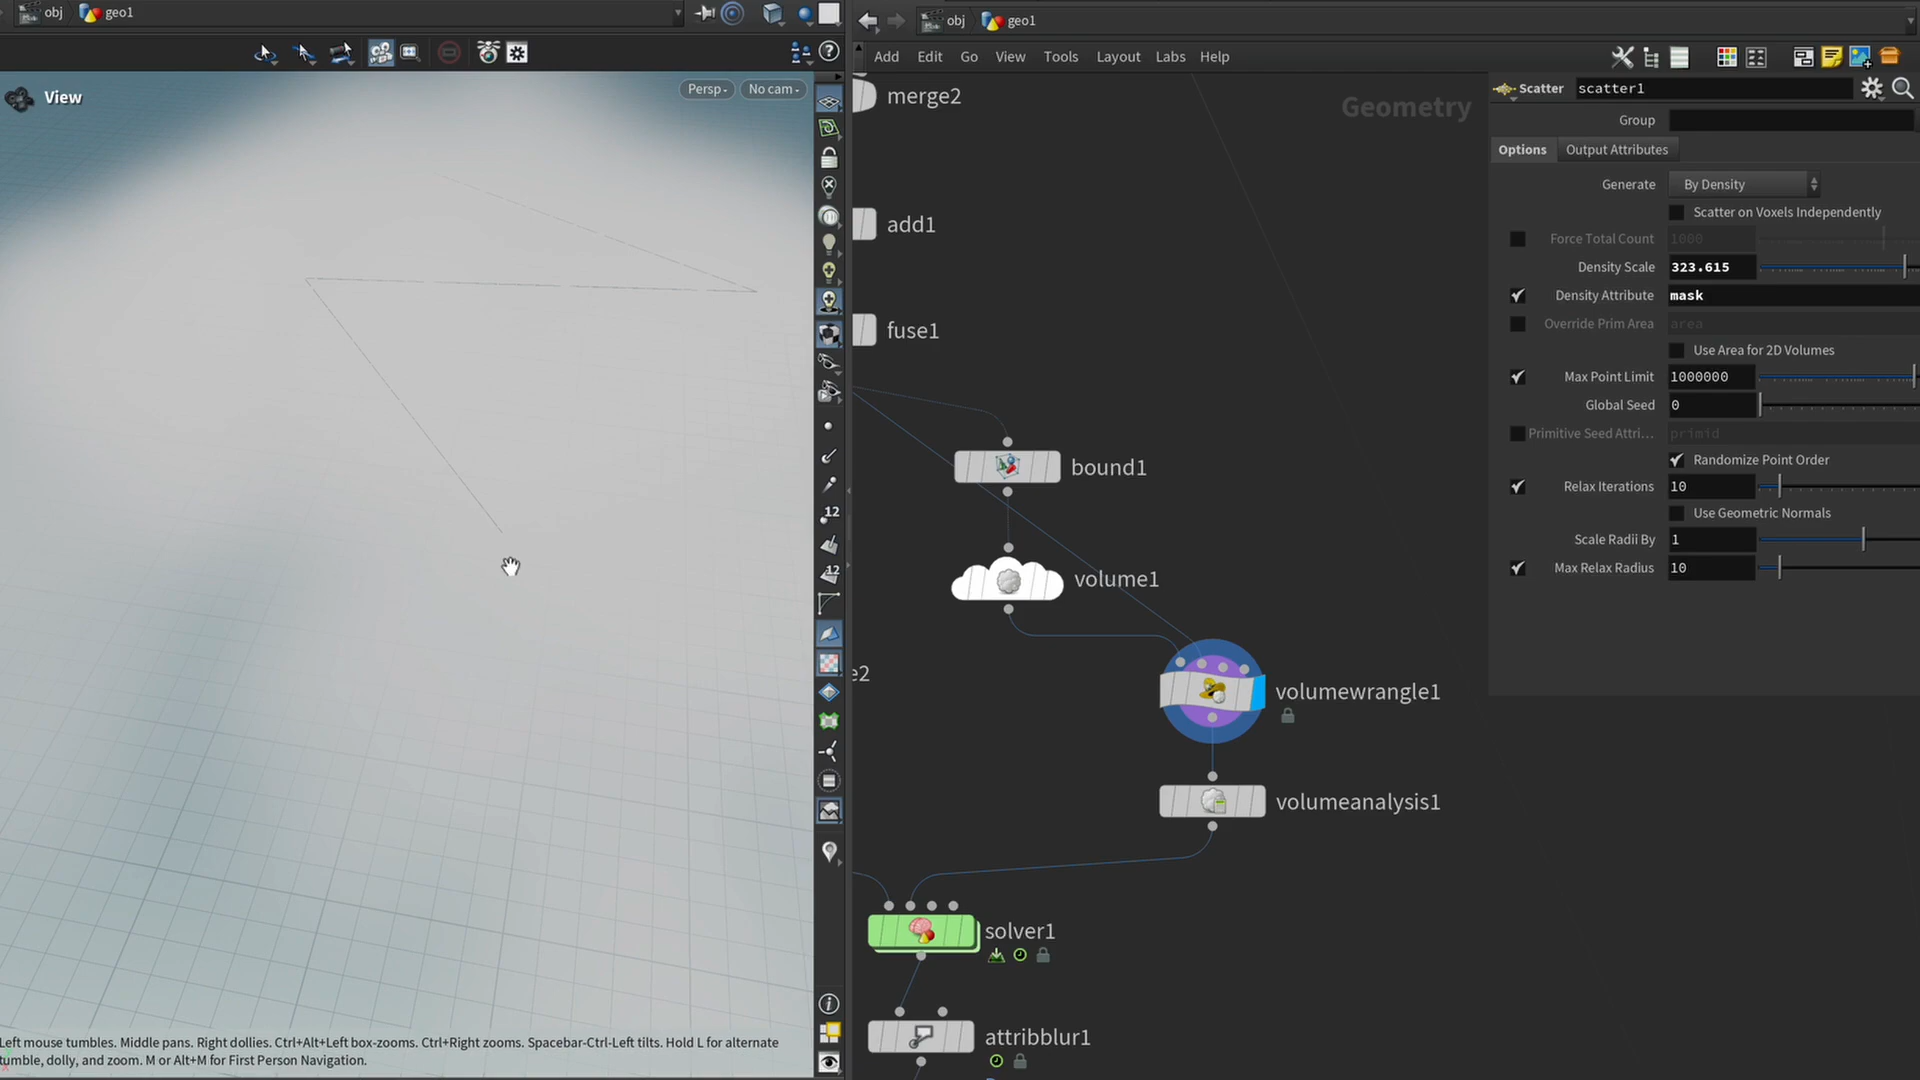 obj geo1
View
Persp
No cam
12
12
Left mouse tumbles. Middle pans. Right dollies. Ctrl+Alt+Left box-zooms. Ctrl+Right zooms. Spacebar-Ctrl-Left tilts. Hold L for alternate
tumble, dolly, and zoom. M or Alt+M for First Person Navigation.
obj geo1
Add Edit Go View Tools Layout Labs Help
Geometry
merge2
add1
fuse1
bound1
volume1
e2
volumewrangle1
volumeanalysis1
solver1
attribblur1
Scatter scatter1
Group
Options Output Attributes
Generate By Density
Scatter on Voxels Independently
Force Total Count 1000
Density Scale 323.615
Density Attribute mask
Override Prim Area area
Use Area for 2D Volumes
Max Point Limit 1000000
Global Seed 0
Primitive Seed Attri... primid
Randomize Point Order
Relax Iterations 10
Use Geometric Normals
Scale Radii By 1
Max Relax Radius 10